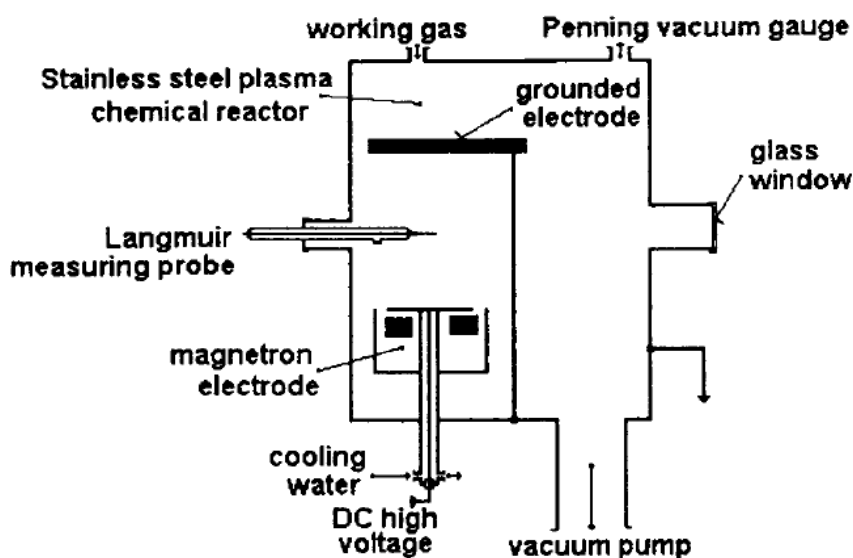 working gas
Penning vacuum gauge
Stainless steel plasma
chemical reactor
grounded
electrode
glass
window
Langmuir
measuring probe
magnetron
electrode
cooling
water
DC high
voltage
vacuum pump